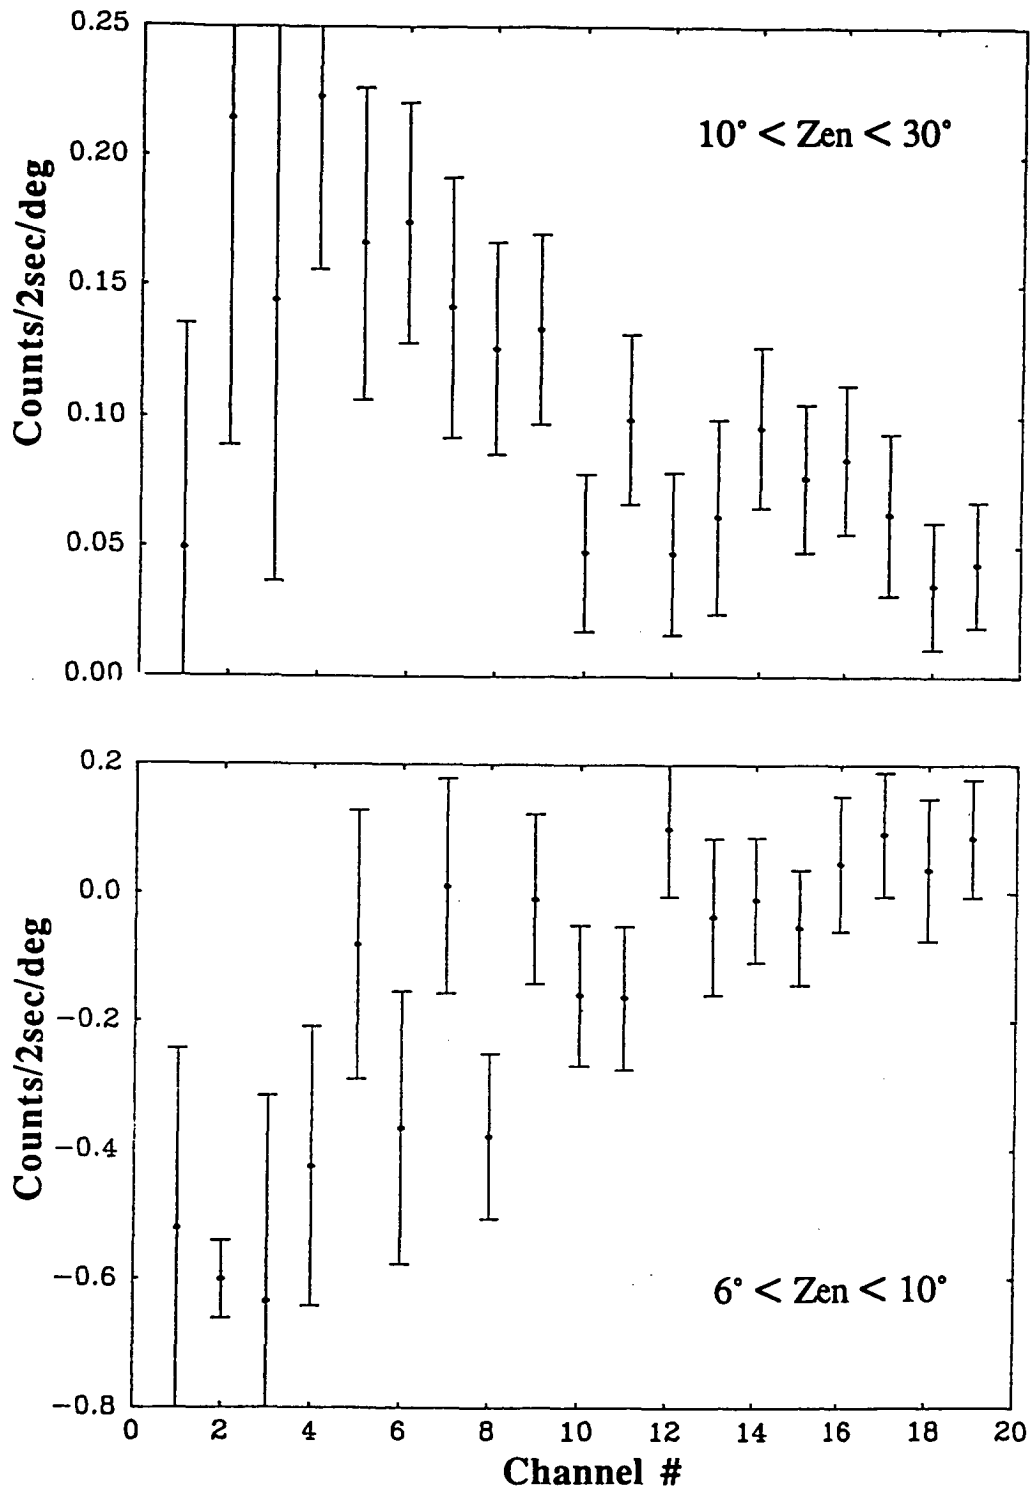 0.25
10° < Zen < 30°
0.20
0.15
0.10
0.05
0.00
Counts/2sec/deg
0.2
0.0
−0.2
−0.4
−0.6
6° < Zen < 10°
−0.8
Counts/2sec/deg
0 2 4 6 8 10 12 14 16 18 20
Channel #